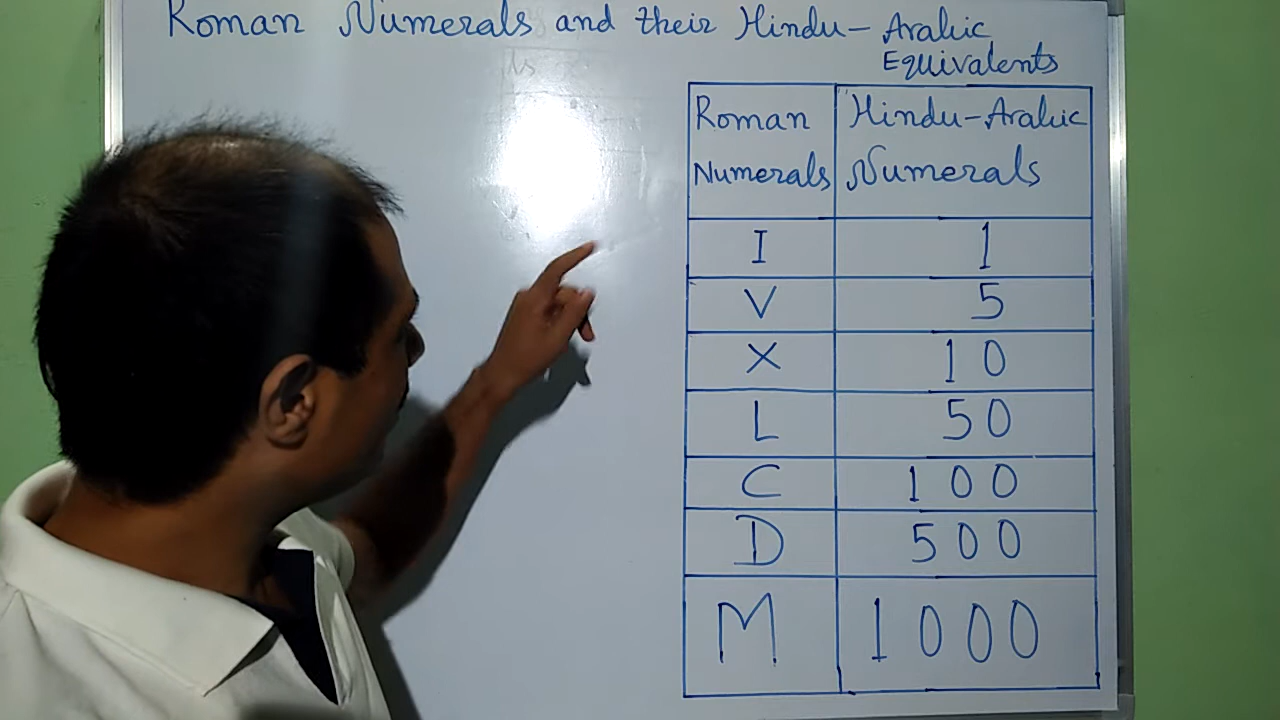 Roman Numerals and their Hindu-Arabic
Equivalents
Roman Numerals
Hindu-Arabic Numerals
I 1
V 5
X 10
L 50
C 100
D 500
M 1000